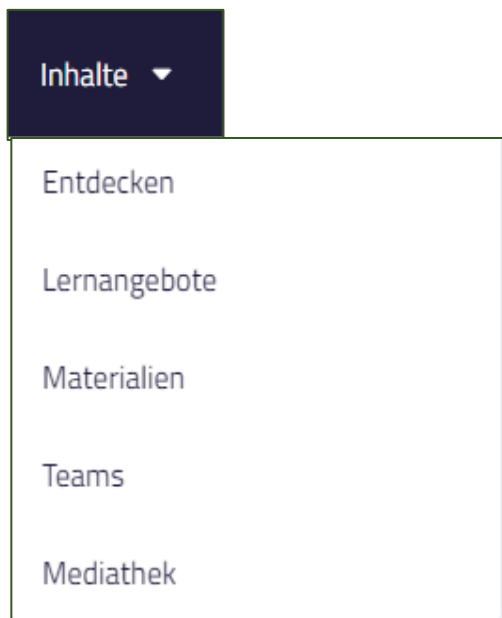 Inhalte
Entdecken
Lernangebote
Materialien
Teams
Mediathek